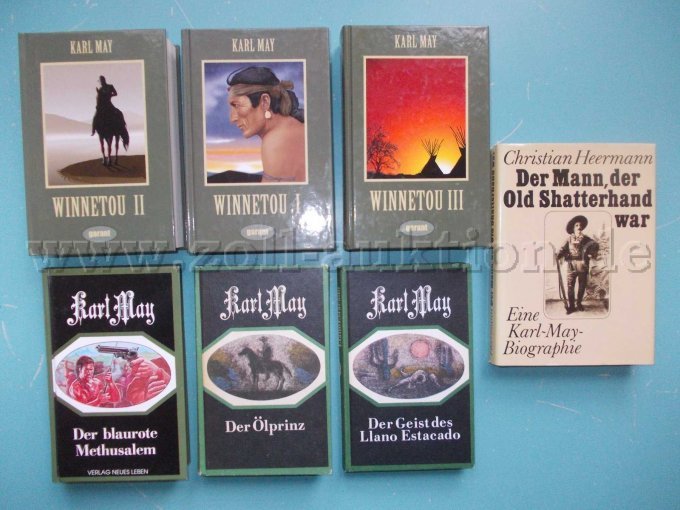 KARL MAY
WINNETOU II
garant
KARL MAY
WINNETOU I
garant
KARL MAY
WINNETOU III
garant
Christian Heermann
Der Mann, der
Old Shatterhand
war
Eine
Karl-May-
Biographie
www.zoll-auktion.de
Karl May
Der blaurote
Methusalem
VERLAG NEUES LEBEN
Karl May
Der Ölprinz
Karl May
Der Geist des
Llano Estacado